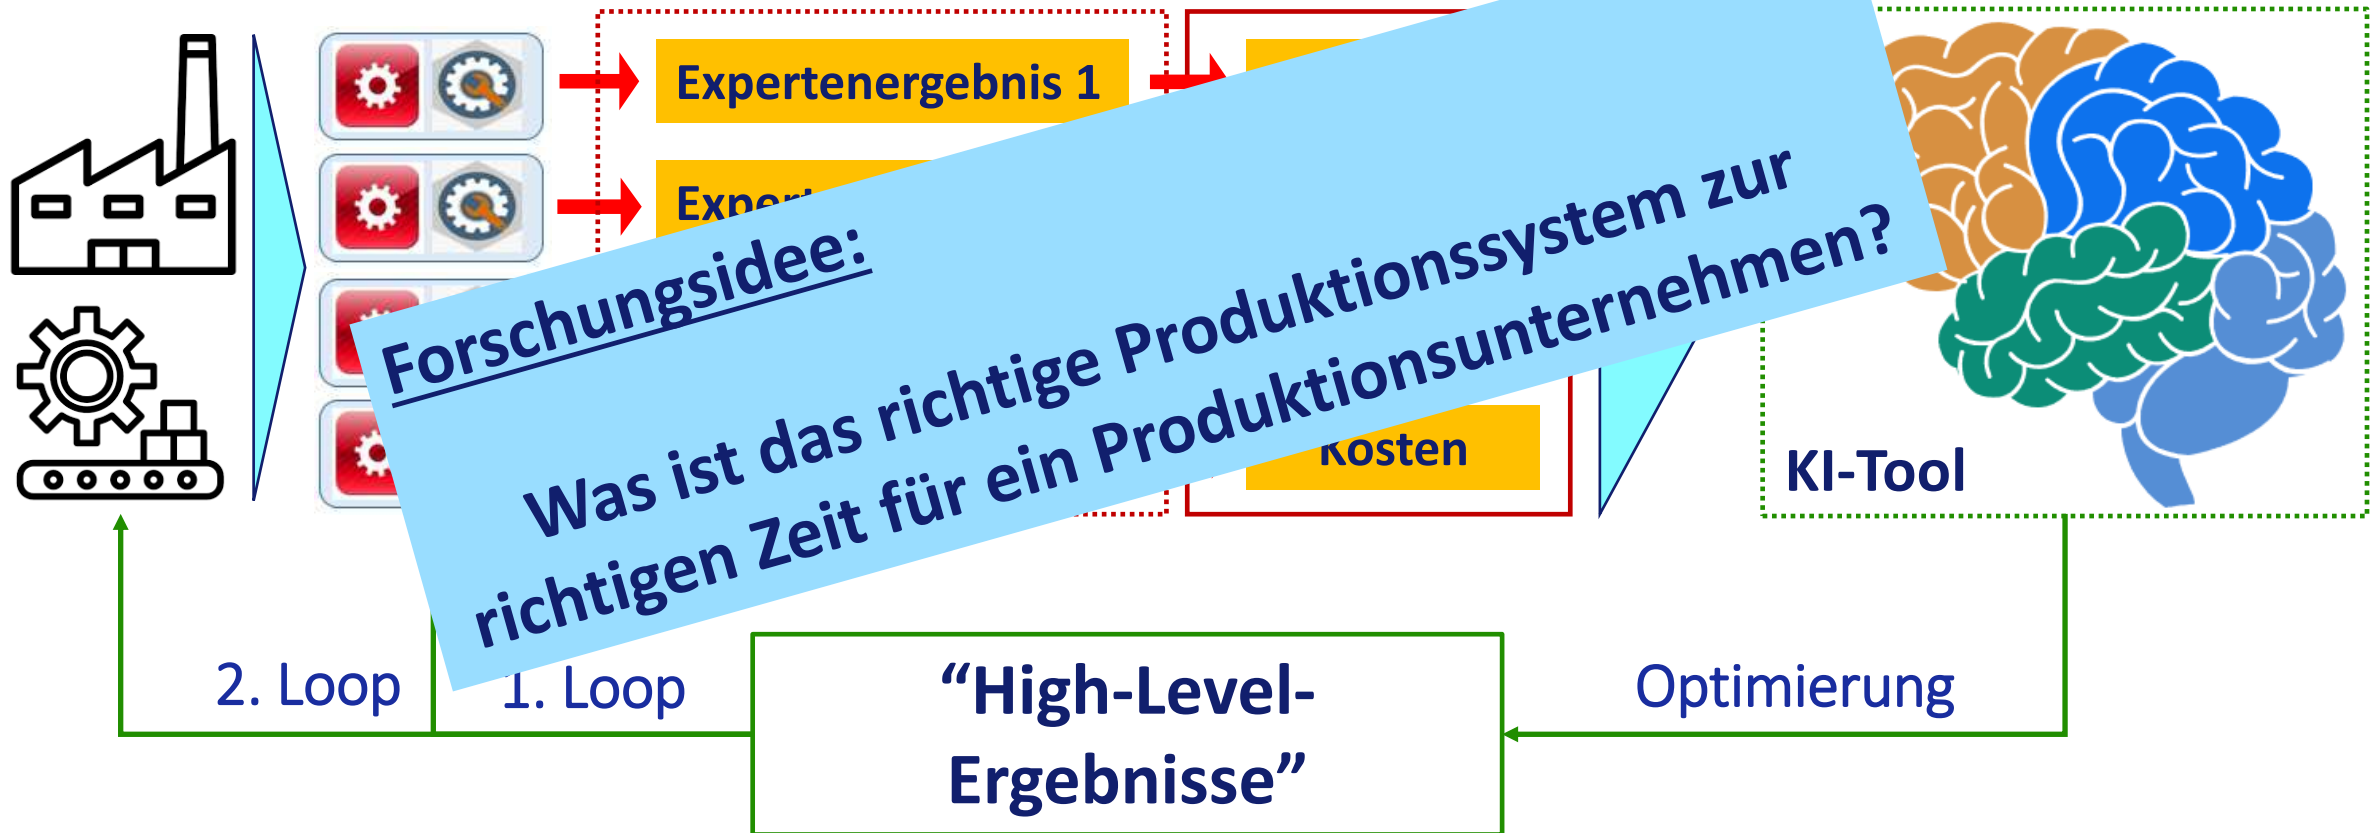 Expertenergebnis 1
Forschungsidee:
Was ist das richtige Produktionssystem zur
richtigen Zeit für ein Produktionsunternehmen?
Kosten
KI-Tool
2. Loop
1. Loop
“High-Level-
Ergebnisse”
Optimierung